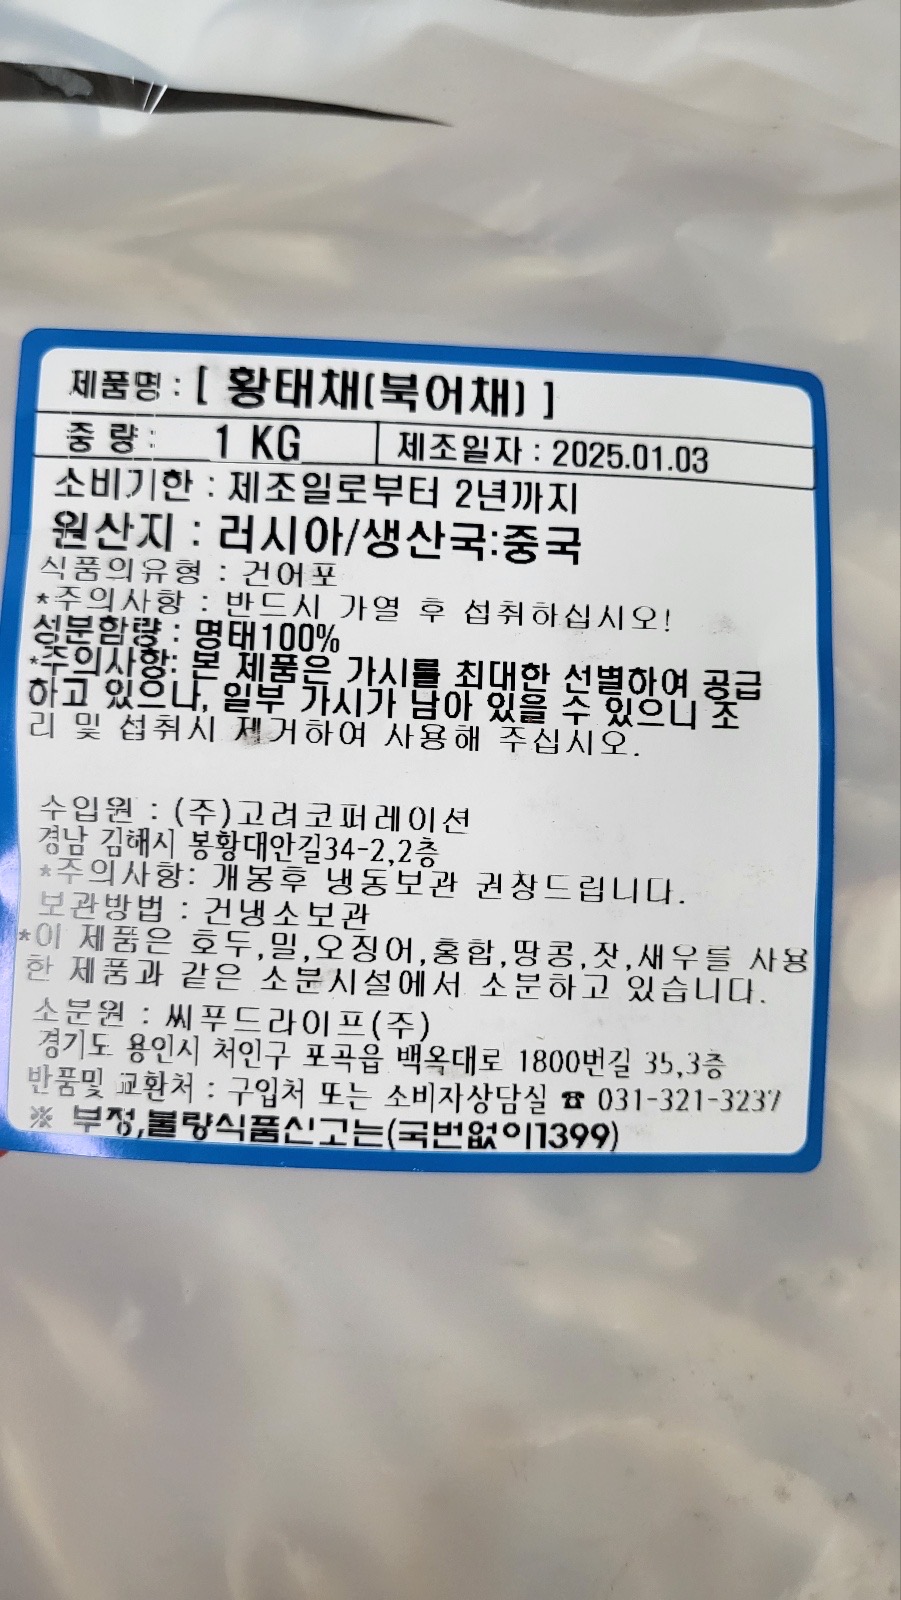 제품명 : [ 황태채(북어채) ]
중 량 : 1 KG 제조일자 : 2025.01.03
소비기한 : 제조일로부터 2년까지
원산지 : 러시아/생산국:중국
식품의유형 : 건어포
*주의사항 : 반드시 가열 후 섭취하십시오!
성분함량 : 명태100%
*주의사항: 본 제품은 가시를 최대한 선별하여 공급
하고 있으나, 일부 가시가 남아 있을 수 있으니 조
리 및 섭취시 제거하여 사용해 주십시오.
수입원 : (주)고려코퍼레이션
경남 김해시 봉황대안길34-2,2층
*주의사항: 개봉후 냉동보관 권장드립니다.
보관방법 : 건냉소보관
*이 제품은 호두,밀,오징어,홍합,땅콩,잣,새우를 사용
한 제품과 같은 소분시설에서 소분하고 있습니다.
소분원 : 씨푸드라이프(주)
경기도 용인시 처인구 포곡읍 백옥대로 1800번길 35,3층
반품및 교환처 : 구입처 또는 소비자상담실 ☎ 031-321-3237
※ 부정,불량식품신고는(국번없이1399)